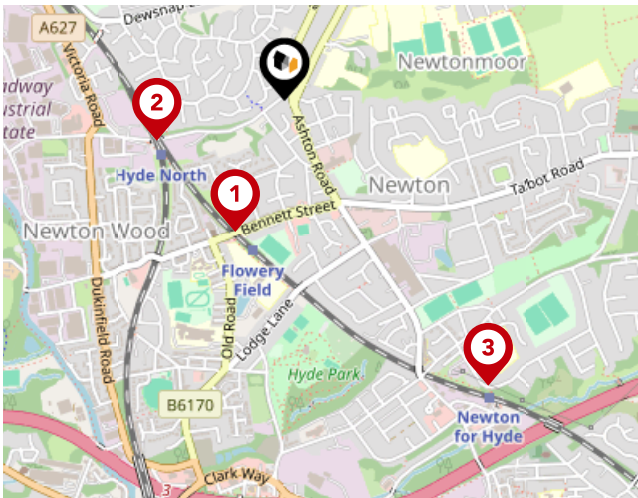 Dewsnap
A627
Victoria Road
adway
ustrial
tate
2
Hyde North
Newtonmoor
Ashton Road
Newton
Talbot Road
1
Bennett Street
Newton Wood
Flowery
Field
Dukinfield Road
Old Road
Lodge Lane
Hyde Park
3
B6170
Newton
for Hyde
Clark Way
3